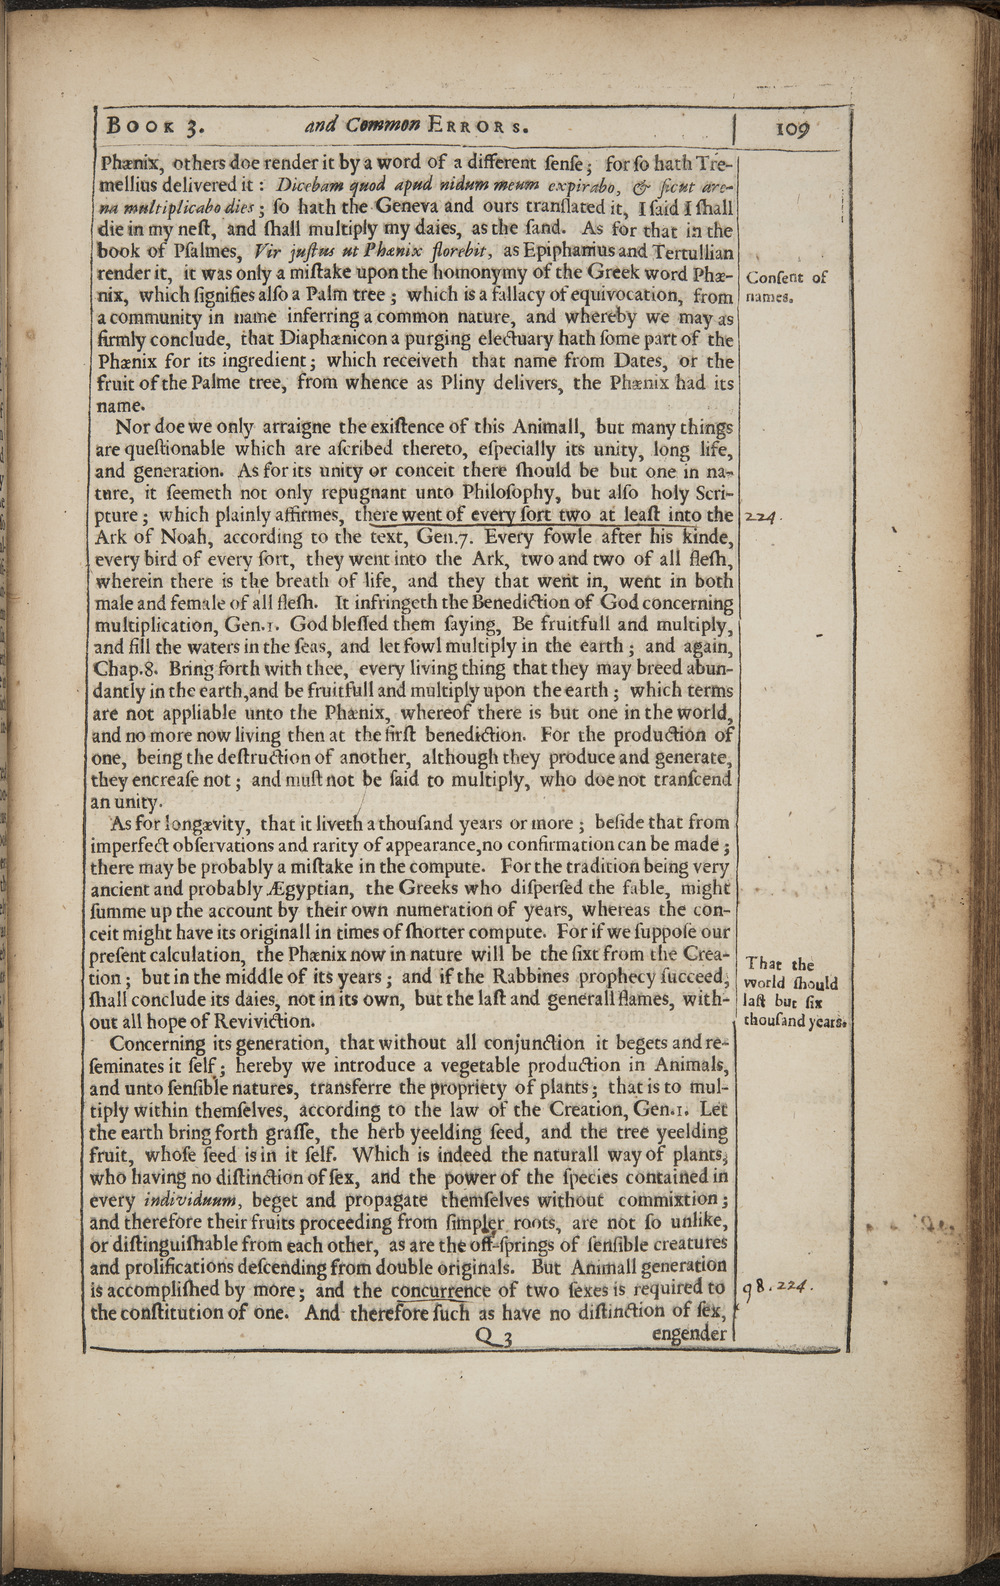 BOOK 3. and Common ERRORS. 109
Phænix, others doe render it by a word of a different ſenſe; for ſo hath Tre-
mellius delivered it : Dicebam quod apud nidum meum expirabo, & ſicut are-
na multiplicabo dies ; ſo hath the Geneva and ours tranſlated it, I ſaid I ſhall
die in my neſt, and ſhall multiply my daies, as the ſand. As for that in the
book of Pſalmes, Vir juſtus ut Phænix florebit, as Epiphanius and Tertullian
render it, it was only a miſtake upon the homonymy of the Greek word Phæ-
nix, which ſignifies alſo a Palm tree ; which is a fallacy of equivocation, from
a community in name inferring a common nature, and whereby we may as
firmly conclude, that Diaphænicon a purging electuary hath ſome part of the
Phænix for its ingredient; which receiveth that name from Dates, or the
fruit of the Palme tree, from whence as Pliny delivers, the Phænix had its
name.
Conſent of
names.
Nor doe we only arraigne the exiſtence of this Animall, but many things
are queſtionable which are aſcribed thereto, eſpecially its unity, long life,
and generation. As for its unity or conceit there ſhould be but one in na-
ture, it ſeemeth not only repugnant unto Philoſophy, but alſo holy Scri-
pture ; which plainly affirmes, there went of every ſort two at leaſt into the
Ark of Noah, according to the text, Gen.7. Every fowle after his kinde,
every bird of every ſort, they went into the Ark, two and two of all fleſh,
wherein there is the breath of life, and they that went in, went in both
male and female of all fleſh. It infringeth the Benediction of God concerning
multiplication, Gen.1. God bleſſed them ſaying, Be fruitfull and multiply,
and fill the waters in the ſeas, and let fowl multiply in the earth ; and again,
Chap.8. Bring forth with thee, every living thing that they may breed abun-
dantly in the earth,and be fruitfull and multiply upon the earth ; which terms
are not appliable unto the Phænix, whereof there is but one in the world,
and no more now living then at the firſt benediction. For the production of
one, being the deſtruction of another, although they produce and generate,
they encreaſe not ; and muſt not be ſaid to multiply, who doe not tranſcend
an unity.
224.
As for longævity, that it liveth a thouſand years or more ; beſide that from
imperfect obſervations and rarity of appearance,no confirmation can be made ;
there may be probably a miſtake in the compute. For the tradition being very
ancient and probably Ægyptian, the Greeks who diſperſed the fable, might
ſumme up the account by their own numeration of years, whereas the con-
ceit might have its originall in times of ſhorter compute. For if we ſuppoſe our
preſent calculation, the Phænix now in nature will be the ſixt from the Crea-
tion ; but in the middle of its years ; and if the Rabbines prophecy ſucceed,
ſhall conclude its daies, not in its own, but the laſt and generall flames, with-
out all hope of Reviviction.
That the
world ſhould
laſt but ſix
thouſand years.
Concerning its generation, that without all conjunction it begets and re-
ſeminates it ſelf ; hereby we introduce a vegetable production in Animals,
and unto ſenſible natures, transferre the propriety of plants ; that is to mul-
tiply within themſelves, according to the law of the Creation, Gen.1. Let
the earth bring forth graſſe, the herb yeelding ſeed, and the tree yeelding
fruit, whoſe ſeed is in it ſelf. Which is indeed the naturall way of plants,
who having no diſtinction of ſex, and the power of the ſpecies contained in
every individuum, beget and propagate themſelves without commixtion ;
and therefore their fruits proceeding from ſimpler roots, are not ſo unlike,
or diſtinguiſhable from each other, as are the off-ſprings of ſenſible creatures
and prolifications deſcending from double originals. But Animall generation
is accompliſhed by more ; and the concurrence of two ſexes is required to
the conſtitution of one. And therefore ſuch as have no diſtinction of ſex,
98. 224.
Q 3 engender